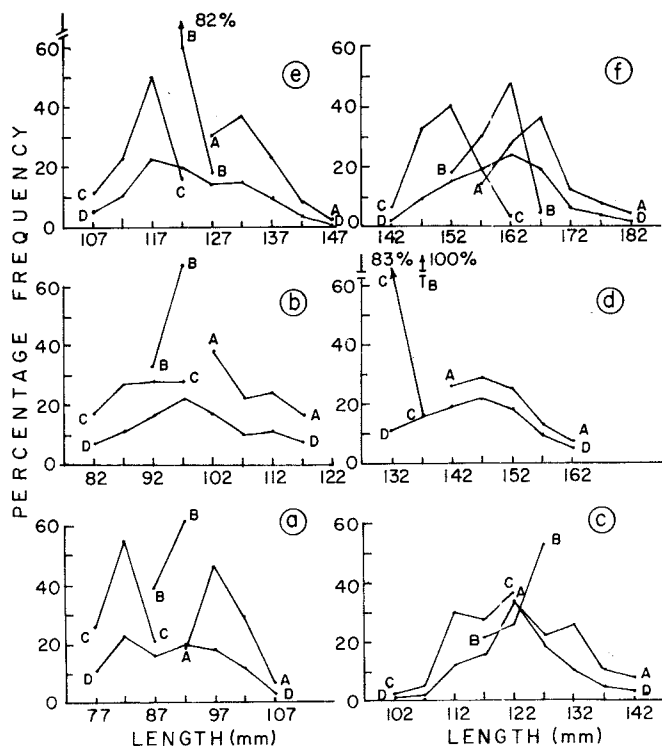 PERCENTAGE FREQUENCY
82%
60
40
20
0
e
B
A
C
B
C
D
A
D
107 117 127 137 147
60
40
20
0
f
B
A
C
D
C
B
A
D
142 152 162 172 182
60
40
20
0
b
B
A
B
C
C
D
A
D
82 92 102 112 122
83% 100%
60
40
20
0
d
C
B
A
C
D
A
D
132 142 152 162
60
40
20
0
a
B
B
C
C
D
A
A
D
77 87 97 107
LENGTH (mm)
60
40
20
0
c
B
C
A
B
C
D
A
D
102 112 122 132 142
LENGTH (mm)